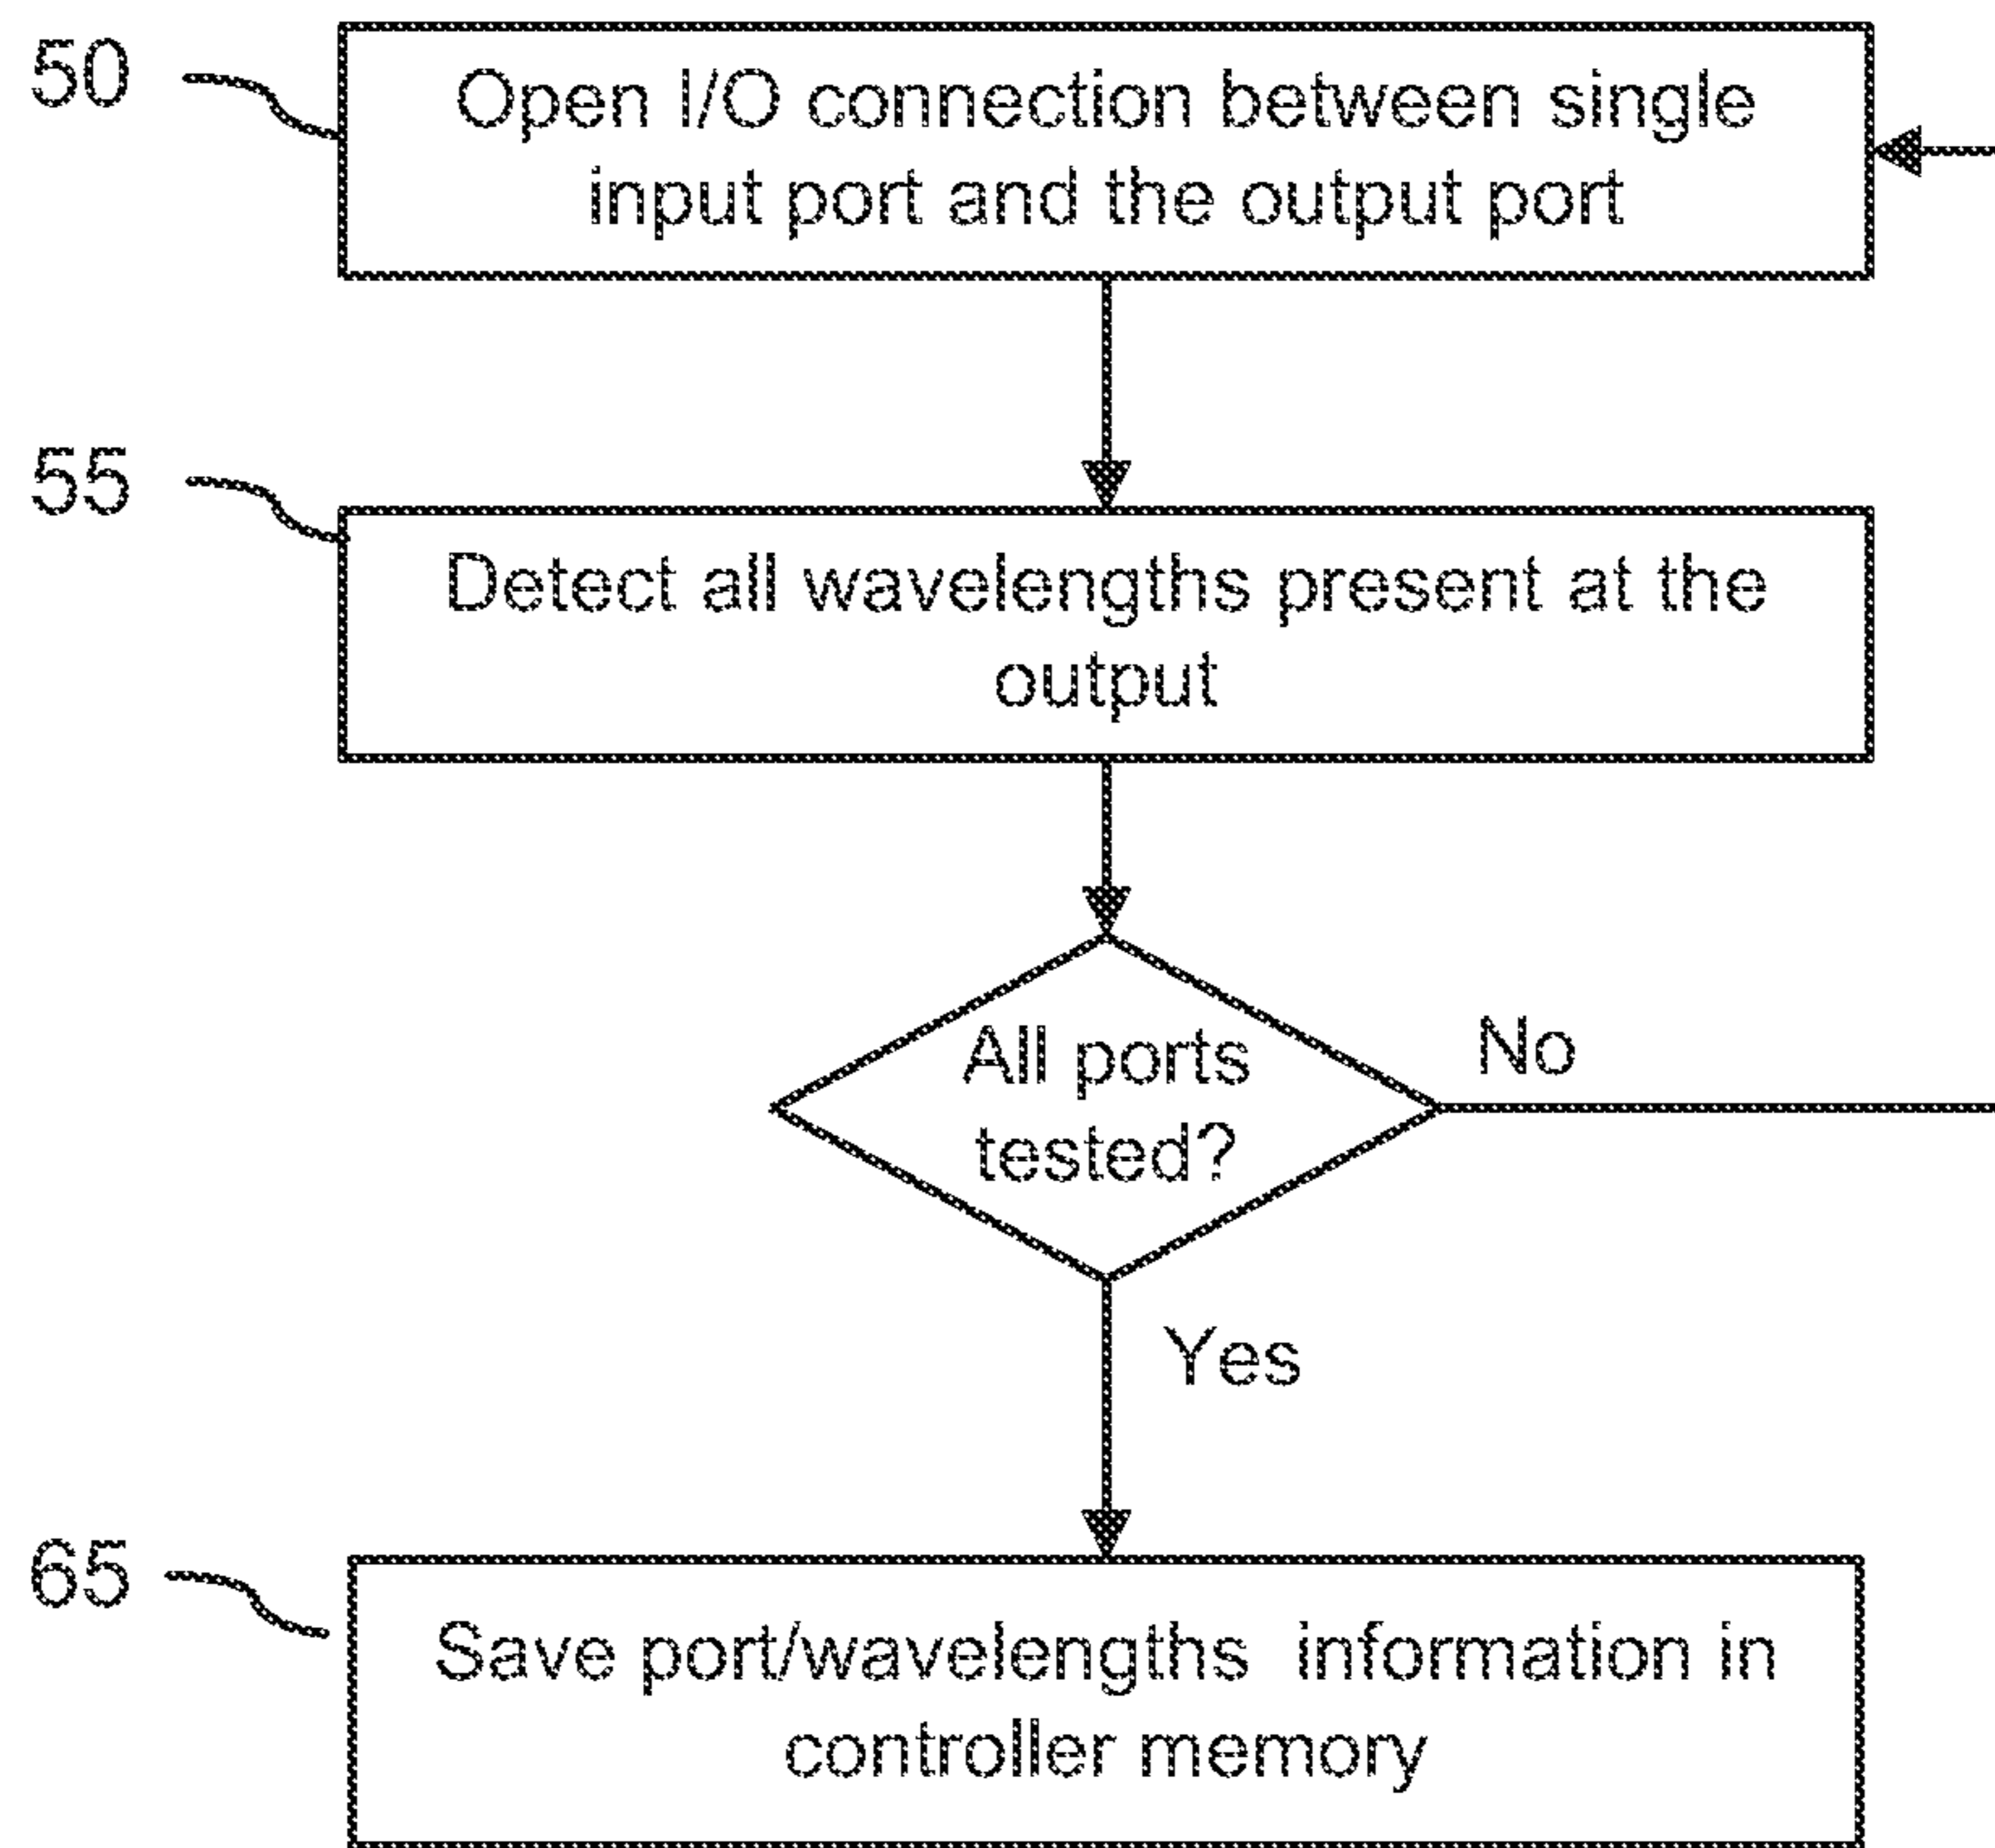 50
Open I/O connection between single
input port and the output port
55
Detect all wavelengths present at the
output
All ports
tested?
No
Yes
65
Save port/wavelengths information in
controller memory